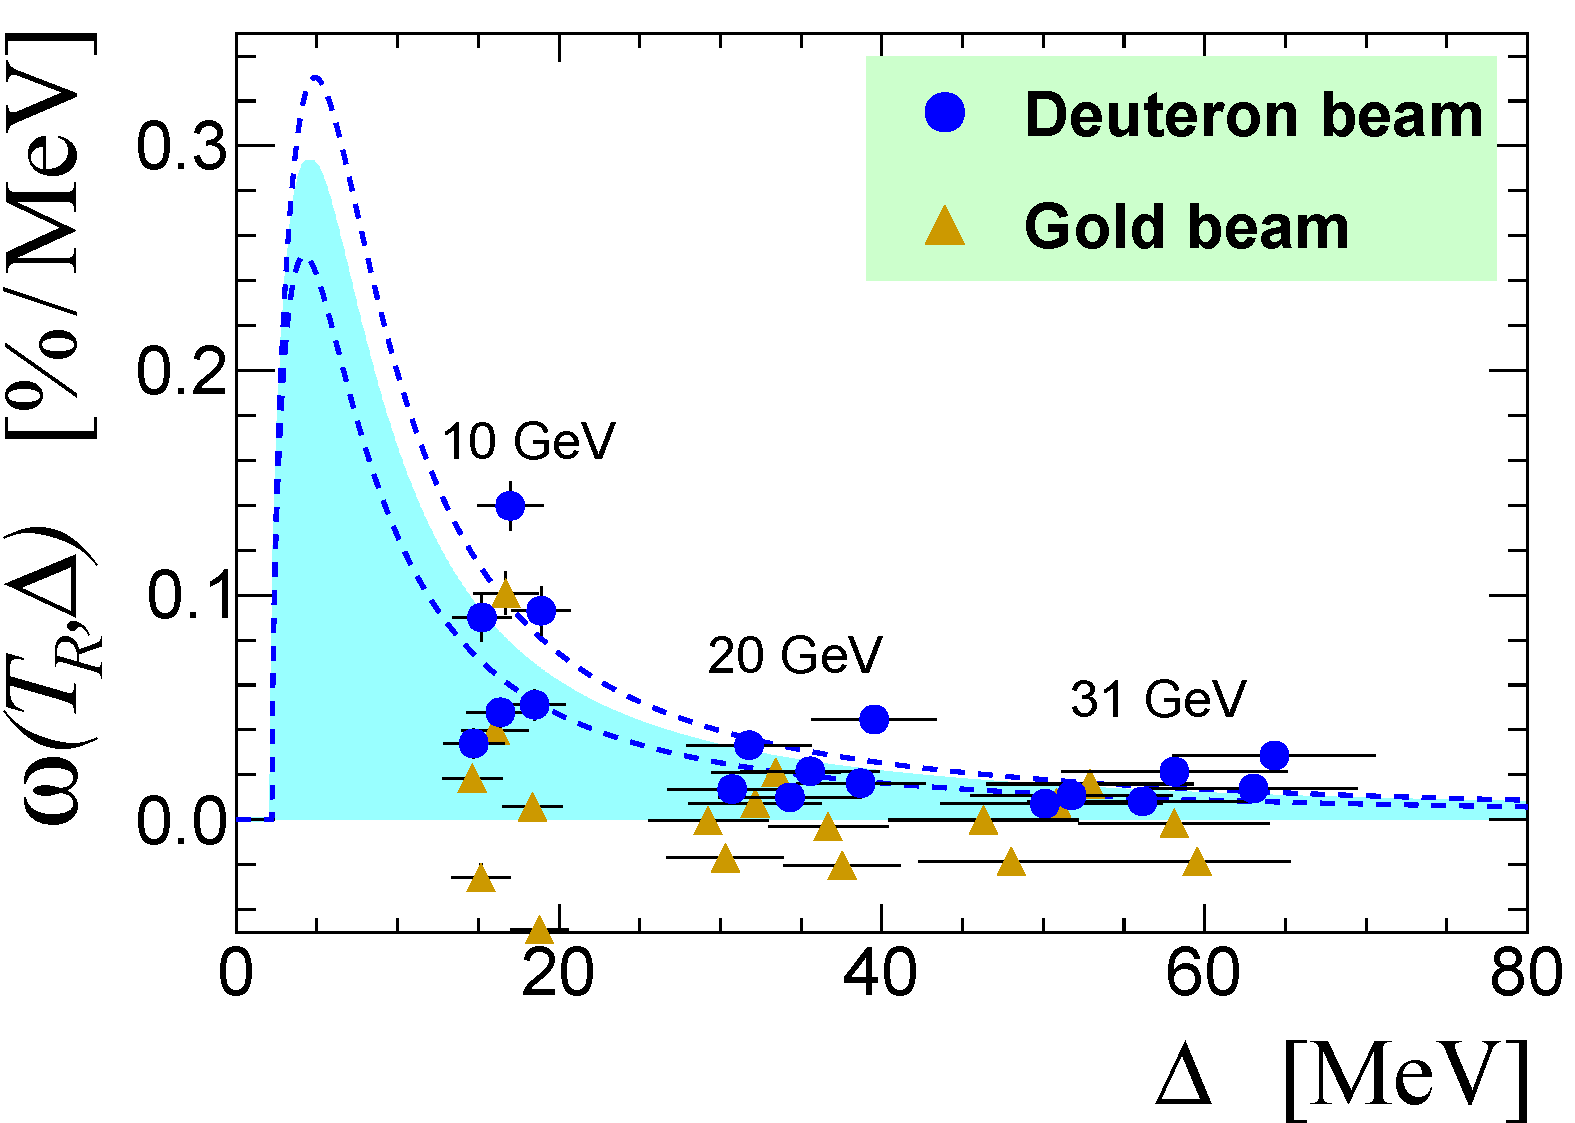 ω(T_R,Δ) [%/MeV]
0.3
0.2
0.1
0.0
Deuteron beam
Gold beam
10 GeV
20 GeV
31 GeV
0 20 40 60 80
Δ [MeV]